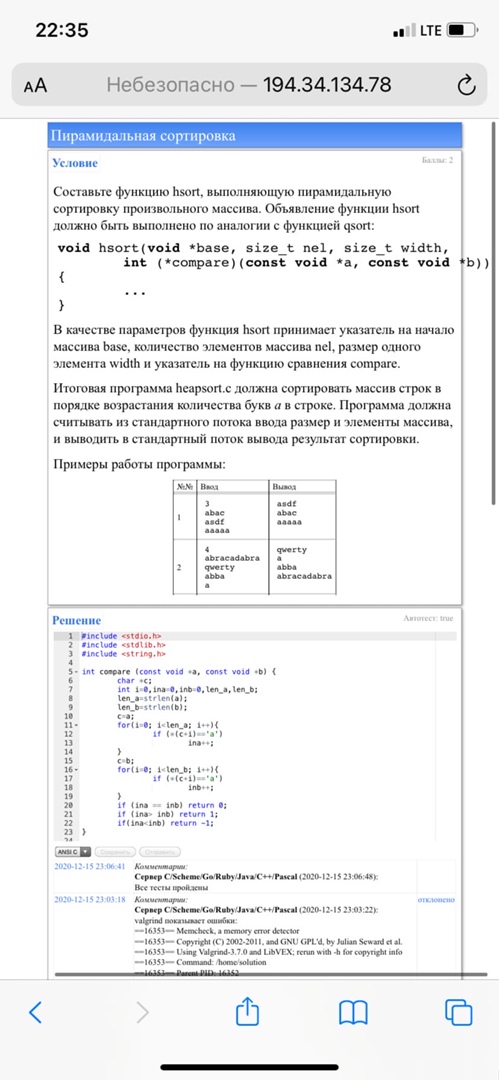 22:35
LTE
AA Небезопасно — 194.34.134.78
Пирамидальная сортировка
Условие
Баллы: 2
Составьте функцию hsort, выполняющую пирамидальную
сортировку произвольного массива. Объявление функции hsort
должно быть выполнено по аналогии с функцией qsort:
void hsort(void *base, size_t nel, size_t width,
int (*compare)(const void *a, const void *b))
{
...
}
В качестве параметров функция hsort принимает указатель на начало
массива base, количество элементов массива nel, размер одного
элемента width и указатель на функцию сравнения compare.
Итоговая программа heapsort.c должна сортировать массив строк в
порядке возрастания количества букв a в строке. Программа должна
считывать из стандартного потока ввода размер и элементы массива,
и выводить в стандартный поток вывода результат сортировки.
Примеры работы программы:
№№ Ввод Вывод
1
3
abac
asdf
aaaaa
asdf
abac
aaaaa
2
4
abracadabra
qwerty
abba
a
qwerty
a
abba
abracadabra
Решение
Автотест: true
1 #include <stdio.h>
2 #include <stdlib.h>
3 #include <string.h>
4
5 int compare (const void *a, const void *b) {
6 char *c;
7 int i=0,ina=0,inb=0,len_a,len_b;
8 len_a=strlen(a);
9 len_b=strlen(b);
10 c=a;
11 for(i=0; i<len_a; i++){
12 if (*(c+i)=='a')
13 ina++;
14 }
15 c=b;
16 for(i=0; i<len_b; i++){
17 if (*(c+i)=='a')
18 inb++;
19 }
20 if (ina == inb) return 0;
21 if (ina> inb) return 1;
22 if(ina<inb) return -1;
23 }
24
ANSI C Сохранить Отправить
2020-12-15 23:06:41 Комментарии:
Сервер C/Scheme/Go/Ruby/Java/C++/Pascal (2020-12-15 23:06:48):
Все тесты пройдены
2020-12-15 23:03:18 Комментарии: отклонено
Сервер C/Scheme/Go/Ruby/Java/C++/Pascal (2020-12-15 23:03:22):
valgrind показывает ошибки:
==16353== Memcheck, a memory error detector
==16353== Copyright (C) 2002-2011, and GNU GPL'd, by Julian Seward et al.
==16353== Using Valgrind-3.7.0 and LibVEX; rerun with -h for copyright info
==16353== Command: /home/solution
==16353== Parent PID: 16352